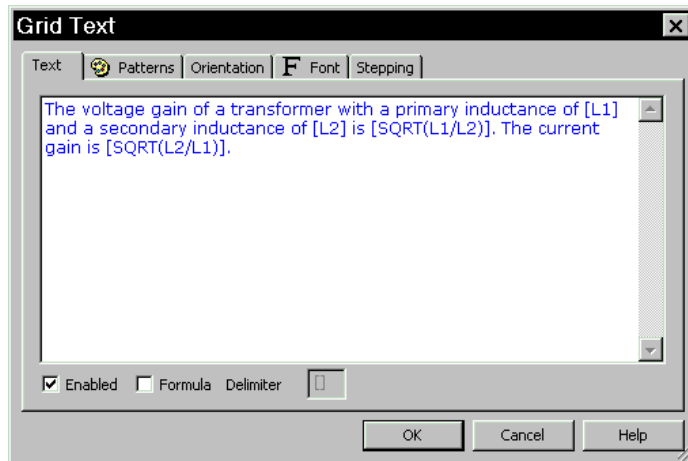 Grid Text
Text Patterns Orientation F Font Stepping
The voltage gain of a transformer with a primary inductance of [L1]
and a secondary inductance of [L2] is [SQRT(L1/L2)]. The current
gain is [SQRT(L2/L1)].
Enabled Formula Delimiter []
OK Cancel Help